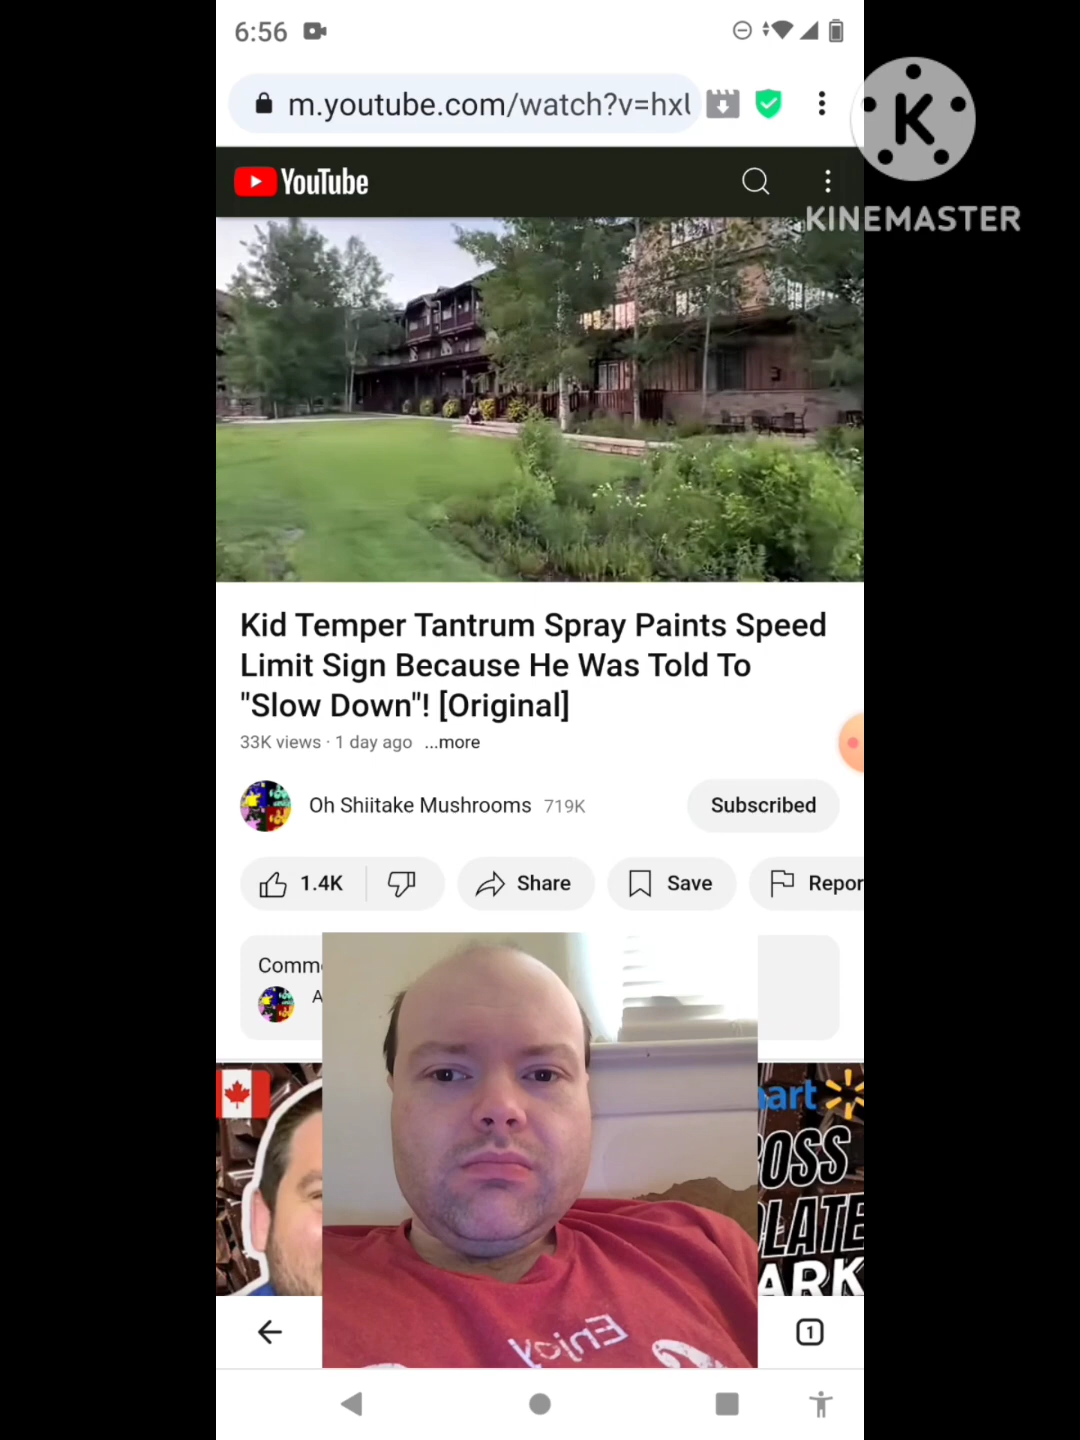 6:56
m.youtube.com/watch?v=hxl
K
KINEMASTER
YouTube
Kid Temper Tantrum Spray Paints Speed
Limit Sign Because He Was Told To
"Slow Down"! [Original]
33K views · 1 day ago ...more
Oh Shiitake Mushrooms 719K
Subscribed
1.4K
Share
Save
Repor
Comm
A
art
OSS
LATE
ARK
Enjoy
1